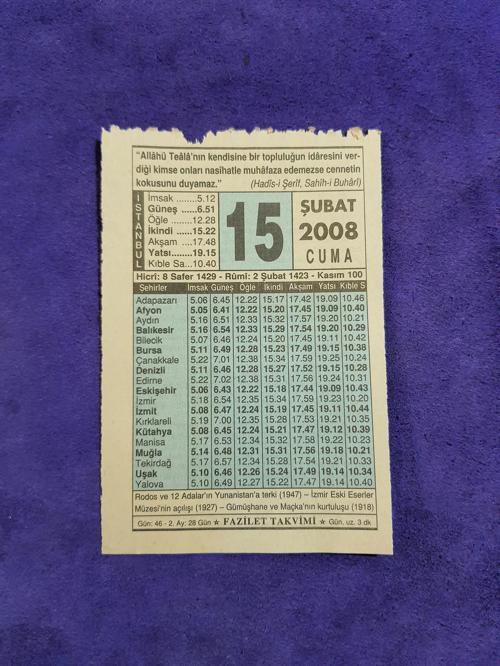 "Allâhü Teâlâ'nın kendisine bir topluluğun idâresini ver-
diği kimse onları nasîhatle muhâfaza edemezse cennetin
kokusunu duyamaz." (Hadîs-i Şerîf, Sahîh-i Buhârî)
İSTANBUL
İmsak ........5.12
Güneş ......6.51
Öğle ........12.28
İkindi .....15.22
Akşam ....17.48
Yatsı.......19.15
Kıble Sa...10.40
15
ŞUBAT
2008
CUMA
Hicrî: 8 Safer 1429 - Rûmî: 2 Şubat 1423 - Kasım 100
Şehirler İmsak Güneş Öğle İkindi Akşam Yatsı Kıble S
Adapazarı 5.06 6.45 12.22 15.17 17.42 19.09 10.46
Afyon 5.05 6.41 12.22 15.20 17.45 19.09 10.40
Aydın 5.16 6.51 12.33 15.32 17.57 19.20 10.21
Balıkesir 5.16 6.54 12.33 15.29 17.54 19.20 10.29
Bilecik 5.07 6.46 12.24 15.20 17.45 19.11 10.42
Bursa 5.11 6.49 12.28 15.23 17.49 19.15 10.38
Çanakkale 5.22 7.01 12.38 15.34 17.59 19.25 10.24
Denizli 5.11 6.46 12.28 15.27 17.52 19.15 10.28
Edirne 5.22 7.02 12.38 15.31 17.56 19.24 10.31
Eskişehir 5.06 6.43 12.22 15.18 17.44 19.09 10.43
İzmir 5.18 6.54 12.35 15.34 17.59 19.23 10.20
İzmit 5.08 6.47 12.24 15.19 17.45 19.11 10.44
Kırklareli 5.19 7.00 12.35 15.28 17.53 19.21 10.35
Kütahya 5.08 6.45 12.24 15.21 17.47 19.12 10.39
Manisa 5.17 6.53 12.34 15.32 17.58 19.22 10.23
Muğla 5.14 6.48 12.31 15.31 17.56 19.18 10.21
Tekirdağ 5.17 6.57 12.34 15.28 17.54 19.21 10.33
Uşak 5.10 6.46 12.26 15.24 17.49 19.14 10.34
Yalova 5.10 6.49 12.27 15.21 17.47 19.14 10.40
Rodos ve 12 Adalar'ın Yunanistan'a terki (1947) – İzmir Eski Eserler
Müzesi'nin açılışı (1927) – Gümüşhane ve Maçka'nın kurtuluşu (1918)
Gün: 46 - 2. Ay: 28 Gün ★ FAZİLET TAKVİMİ ★ Gün. uz. 3 dk